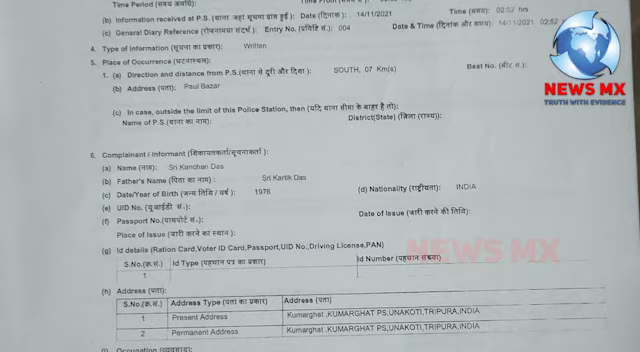 Time Period (समय अवधि):
(b) Information received at P.S. (थाना जहां सूचना प्राप्त हुई ): Date (दिनांक ): 14/11/2021 Time (समय): 02:52 hrs
(c) General Diary Reference (रोजनामचा संदर्भ ): Entry No. (प्रविष्टि सं.): 004 Date & Time (दिनांक और समय): 14/11/2021 02:52
4. Type of Information (सूचना का प्रकार): Written
5. Place of Occurrence (घटनास्थल):
1. (a) Direction and distance from P.S.(थाना से दूरी और दिशा ): SOUTH, 07 Km(s) Beat No. (बीट सं.):
(b) Address (पता): Paul Bazar
(c) In case, outside the limit of this Police Station, then (यदि थाना सीमा के बाहर है तो):
Name of P.S.(थाना का नाम): District(State) (ज़िला (राज्य)):
6. Complainant / Informant (शिकायतकर्ता/सूचनाकर्ता ):
(a) Name (नाम): Sri Kanchan Das
(b) Father's Name (पिता का नाम) : Sri Kartik Das
(c) Date/Year of Birth (जन्म तिथि / वर्ष ): 1976 (d) Nationality (राष्ट्रीयता): INDIA
(e) UID No. (यूआईडी सं.):
(f) Passport No.(पासपोर्ट सं.): Date of Issue (जारी करने की तिथि):
Place of Issue (जारी करने का स्थान ):
(g) Id details (Ration Card,Voter ID Card,Passport,UID No.,Driving License,PAN)
S.No.(क्र.सं.) Id Type (पहचान पत्र का प्रकार) Id Number (पहचान संख्या)
1
(h) Address (पता):
S.No.(क्र.सं.) Address Type (पता का प्रकार) Address (पता)
1 Present Address Kumarghat ,KUMARGHAT PS,UNAKOTI,TRIPURA,INDIA
2 Permanent Address Kumarghat ,KUMARGHAT PS,UNAKOTI,TRIPURA,INDIA
(i) Occupation (व्यवसाय):
NEWS MX
TRUTH WITH EVIDENCE
NEWS MX